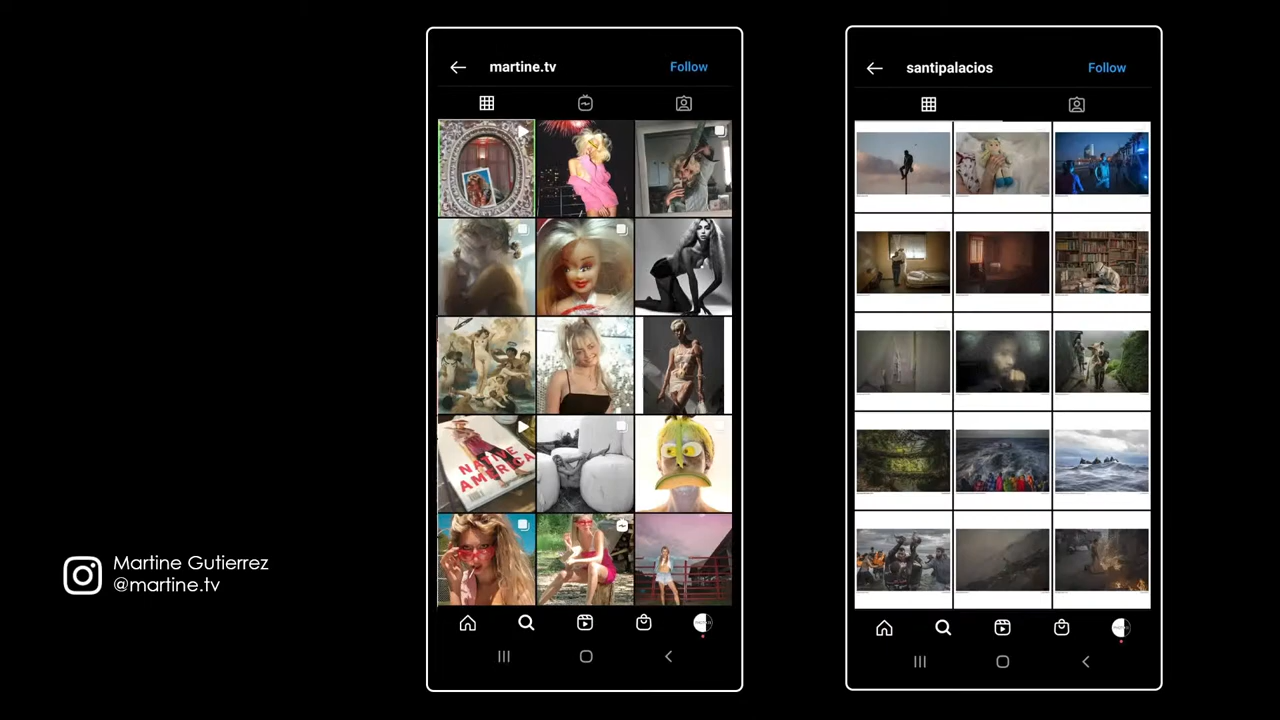 martine.tv
Follow
santipalacios
Follow
NATIVE
AMERICA
Martine Gutierrez
@martine.tv